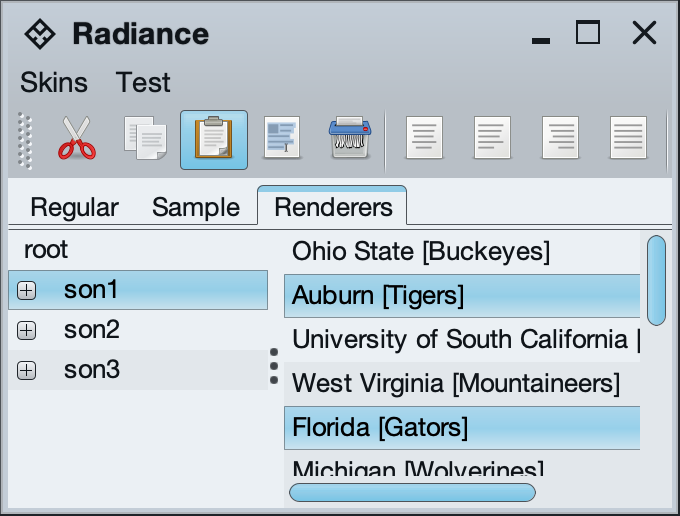 Radiance
Skins Test
Regular Sample Renderers
root
son1
son2
son3
Ohio State [Buckeyes]
Auburn [Tigers]
University of South California [
West Virginia [Mountaineers]
Florida [Gators]
Michigan [Wolverines]